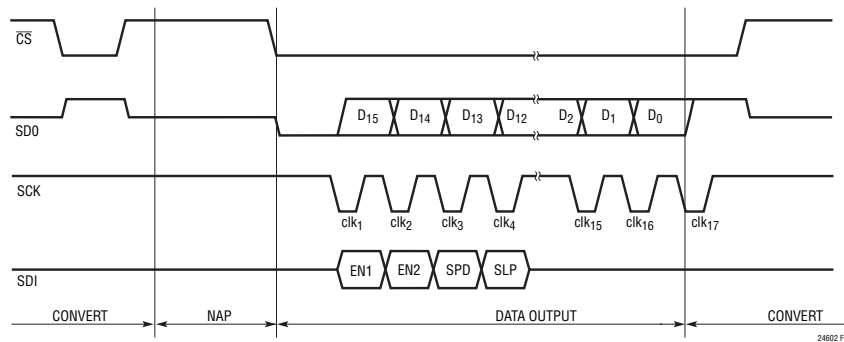 CS
SD0
D15 D14 D13 D12 D2 D1 D0
SCK
clk1 clk2 clk3 clk4 clk15 clk16 clk17
SDI
EN1 EN2 SPD SLP
CONVERT NAP DATA OUTPUT CONVERT